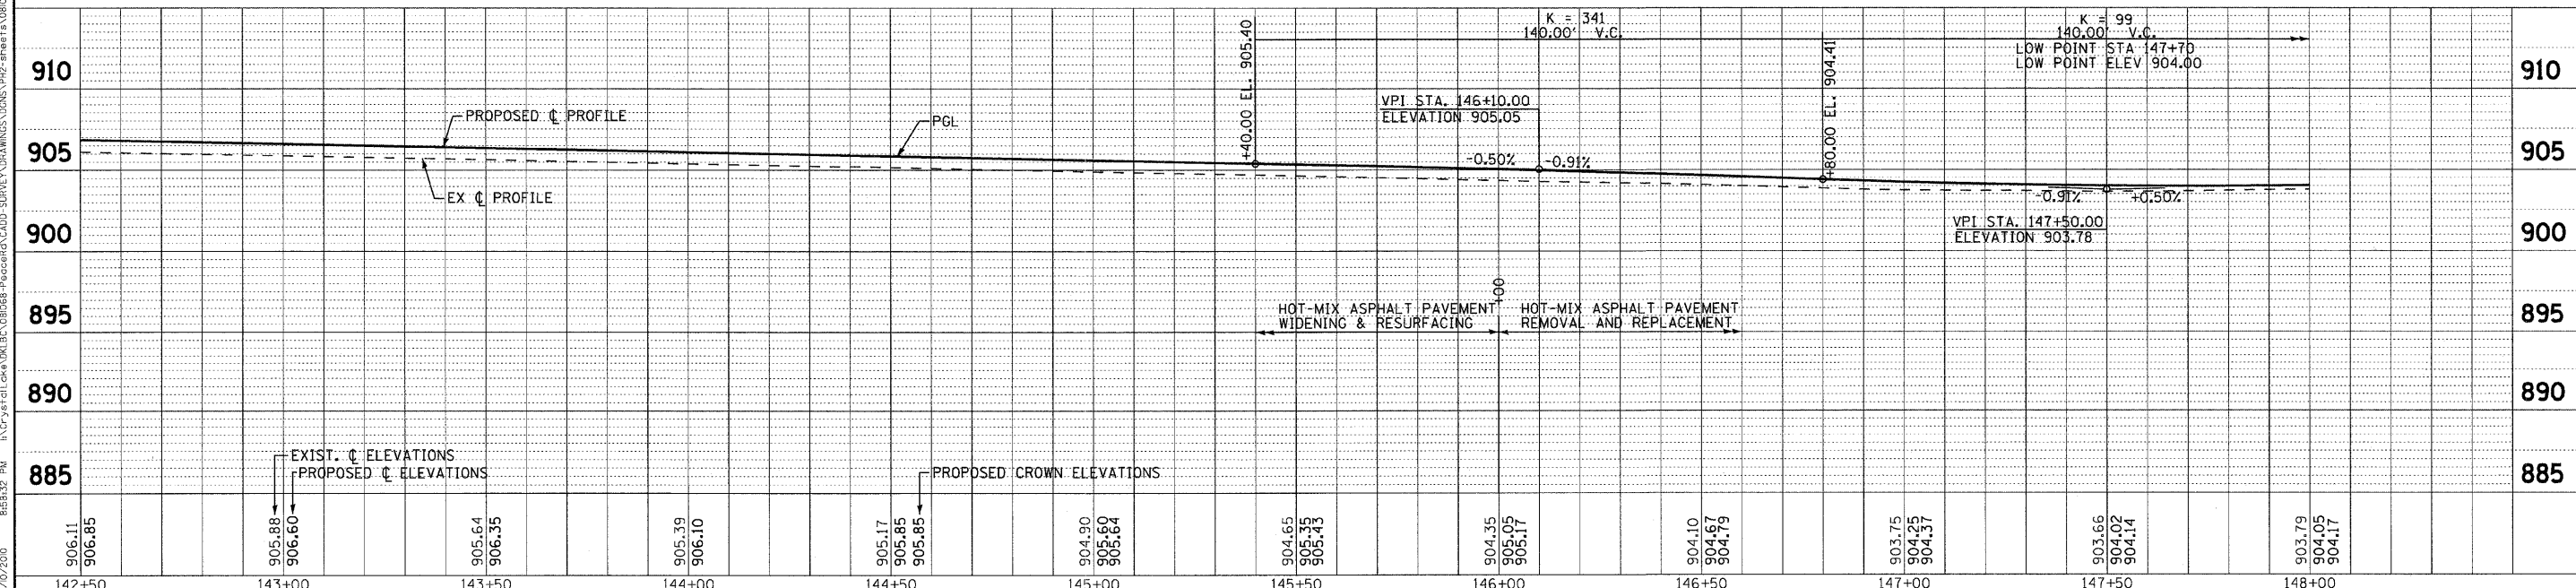 K = 341
140.00' V.C.
K = 99
140.00' V.C.
LOW POINT STA 147+70
LOW POINT ELEV 904.00
+40.00 EL. 905.40
+80.00 EL. 904.41
910
910
VPI STA. 146+10.00
ELEVATION 905.05
PROPOSED ℄ PROFILE
PGL
905
905
-0.50%
-0.91%
EX ℄ PROFILE
-0.91%
+0.50%
VPI STA. 147+50.00
ELEVATION 903.78
900
900
+00
HOT-MIX ASPHALT PAVEMENT
WIDENING & RESURFACING
HOT-MIX ASPHALT PAVEMENT
REMOVAL AND REPLACEMENT
895
895
890
890
EXIST. ℄ ELEVATIONS
PROPOSED ℄ ELEVATIONS
PROPOSED CROWN ELEVATIONS
885
885
906.11
906.85
905.88
906.60
905.64
906.35
905.39
906.10
905.17
905.85
905.85
904.90
905.60
905.64
904.65
905.35
905.43
904.35
905.05
905.17
904.10
904.67
904.79
903.75
904.25
904.37
903.66
904.02
904.14
903.79
904.05
904.17
142+50
143+00
143+50
144+00
144+50
145+00
145+50
146+00
146+50
147+00
147+50
148+00
8:58:32 PM